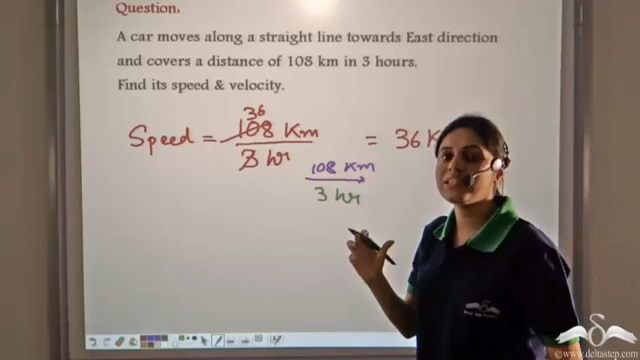 Question.
A car moves along a straight line towards East direction
and covers a distance of 108 km in 3 hours.
Find its speed & velocity.
36
Speed = 108 Km = 36 K
3 hr
108 Km
3 hr
© www.deltastep.com